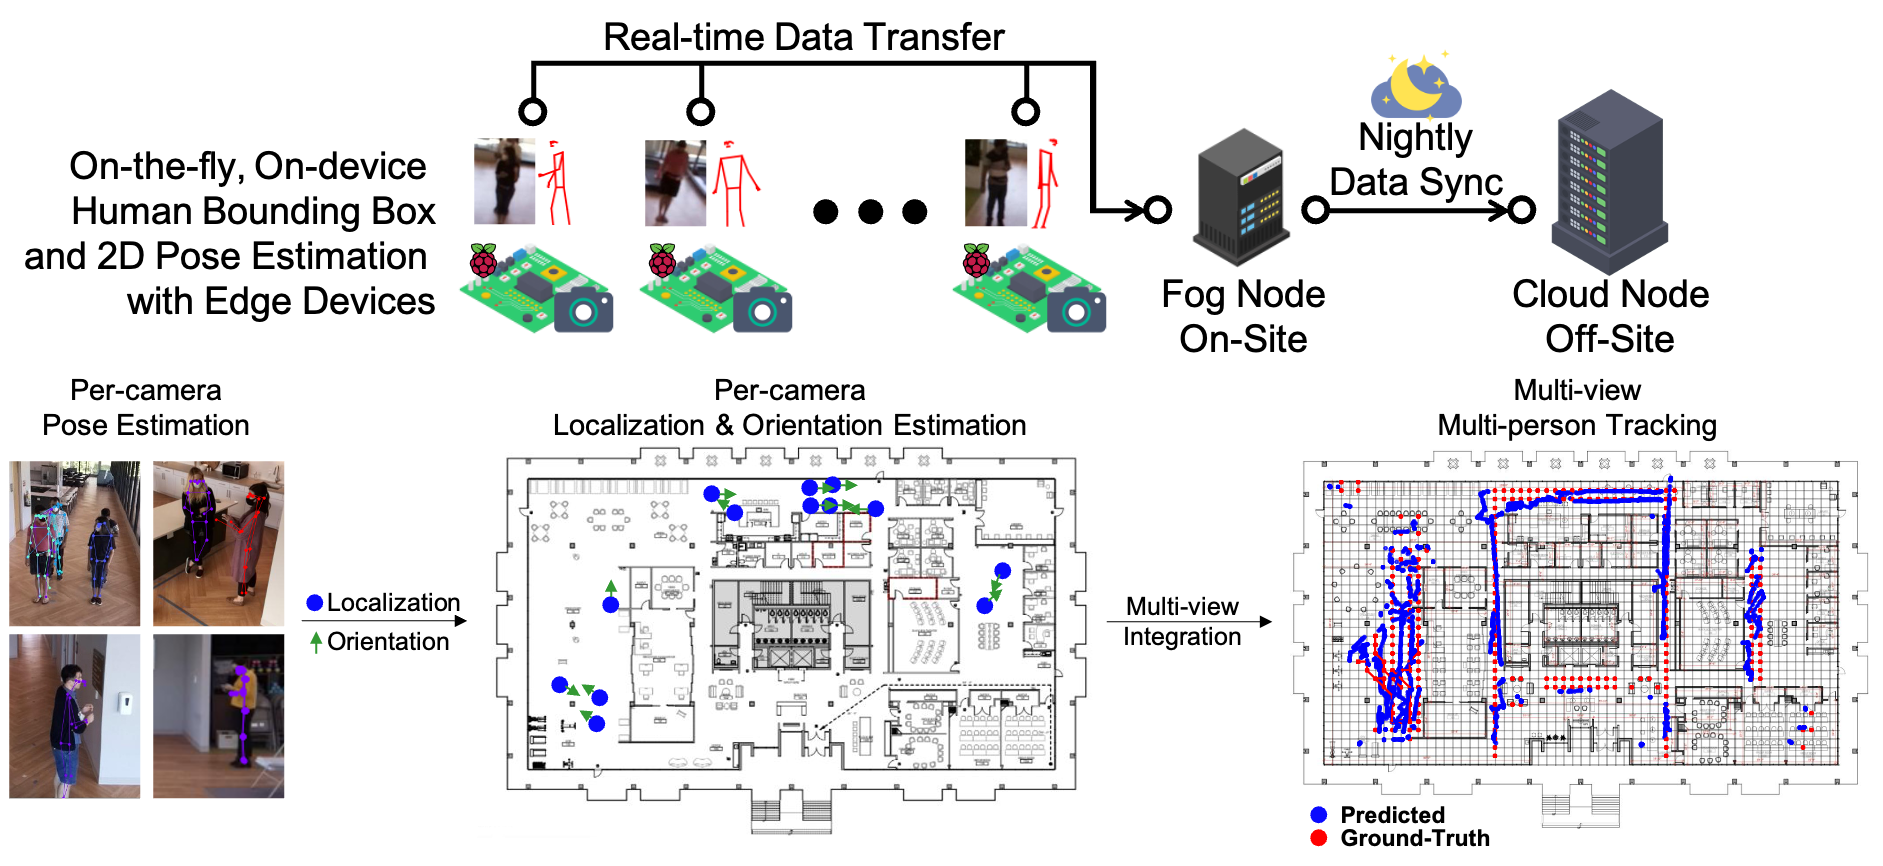 Real-time Data Transfer
On-the-fly, On-device
Human Bounding Box
and 2D Pose Estimation
with Edge Devices
Nightly
Data Sync
Fog Node
On-Site
Cloud Node
Off-Site
Per-camera
Pose Estimation
Localization
Orientation
Per-camera
Localization & Orientation Estimation
Multi-view
Integration
Multi-view
Multi-person Tracking
Predicted
Ground-Truth